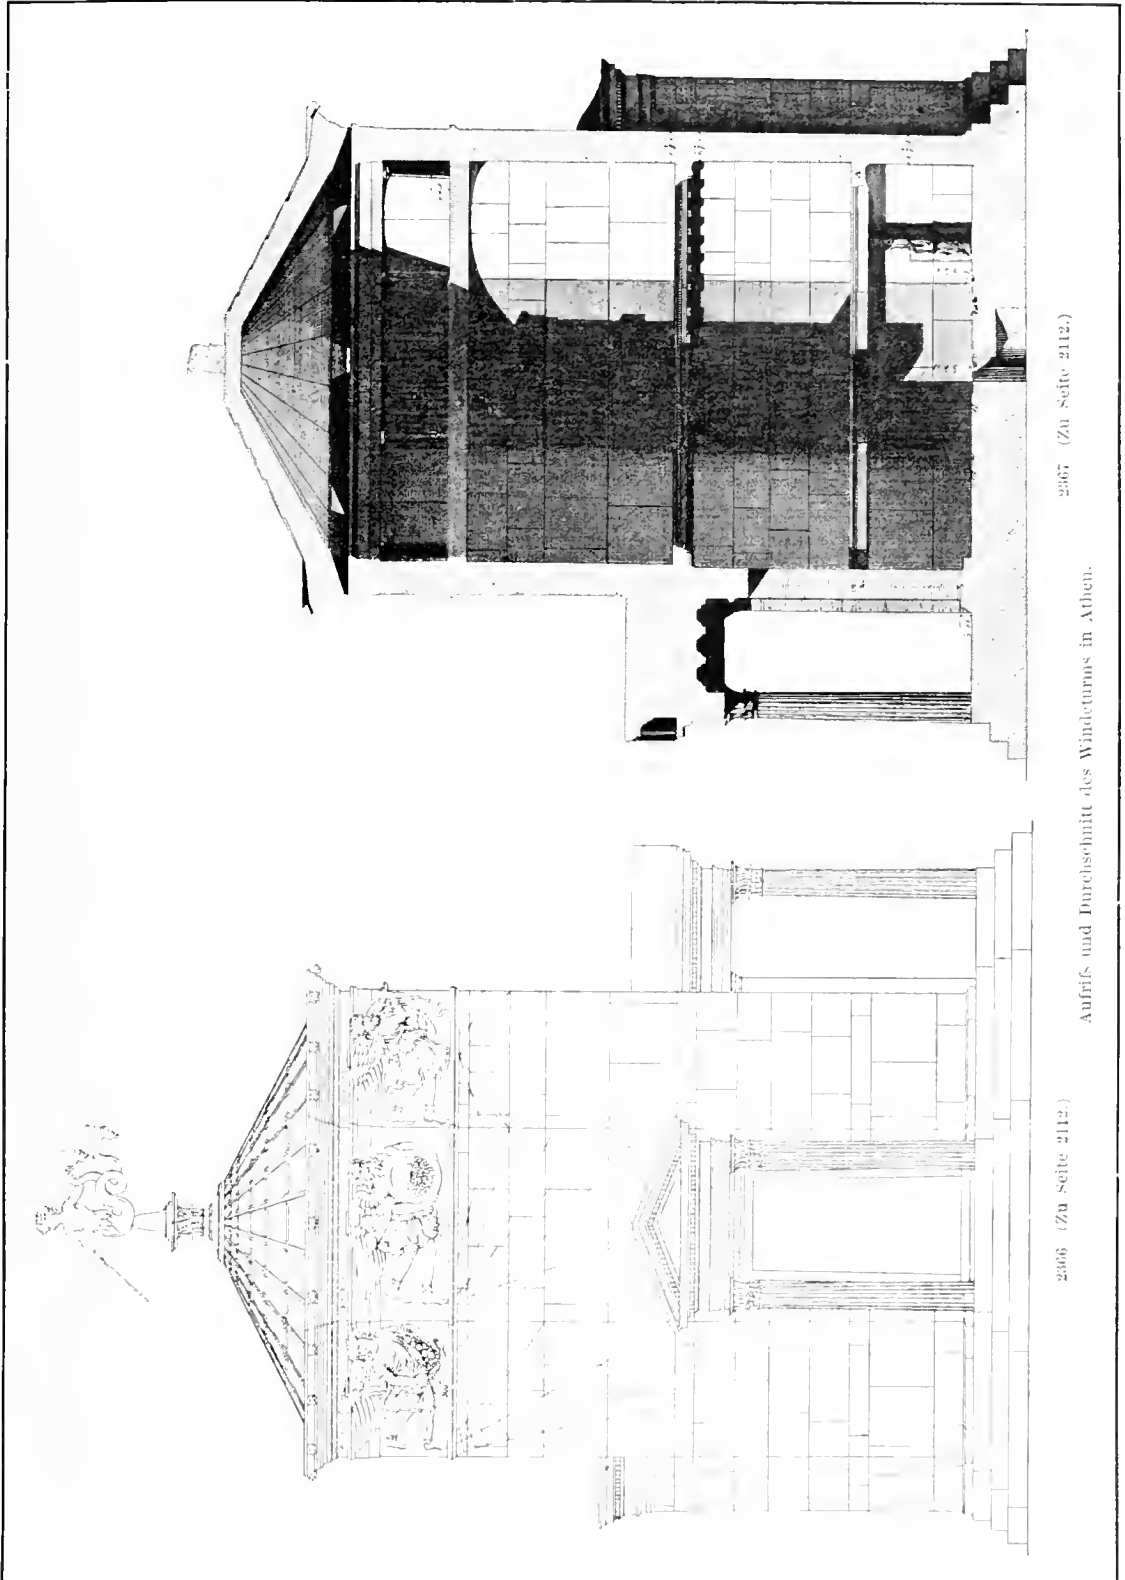 2366 (Zu Seite 2112.)
2367 (Zu Seite 2112.)
Aufriſs und Durchschnitt des Windeturms in Athen.